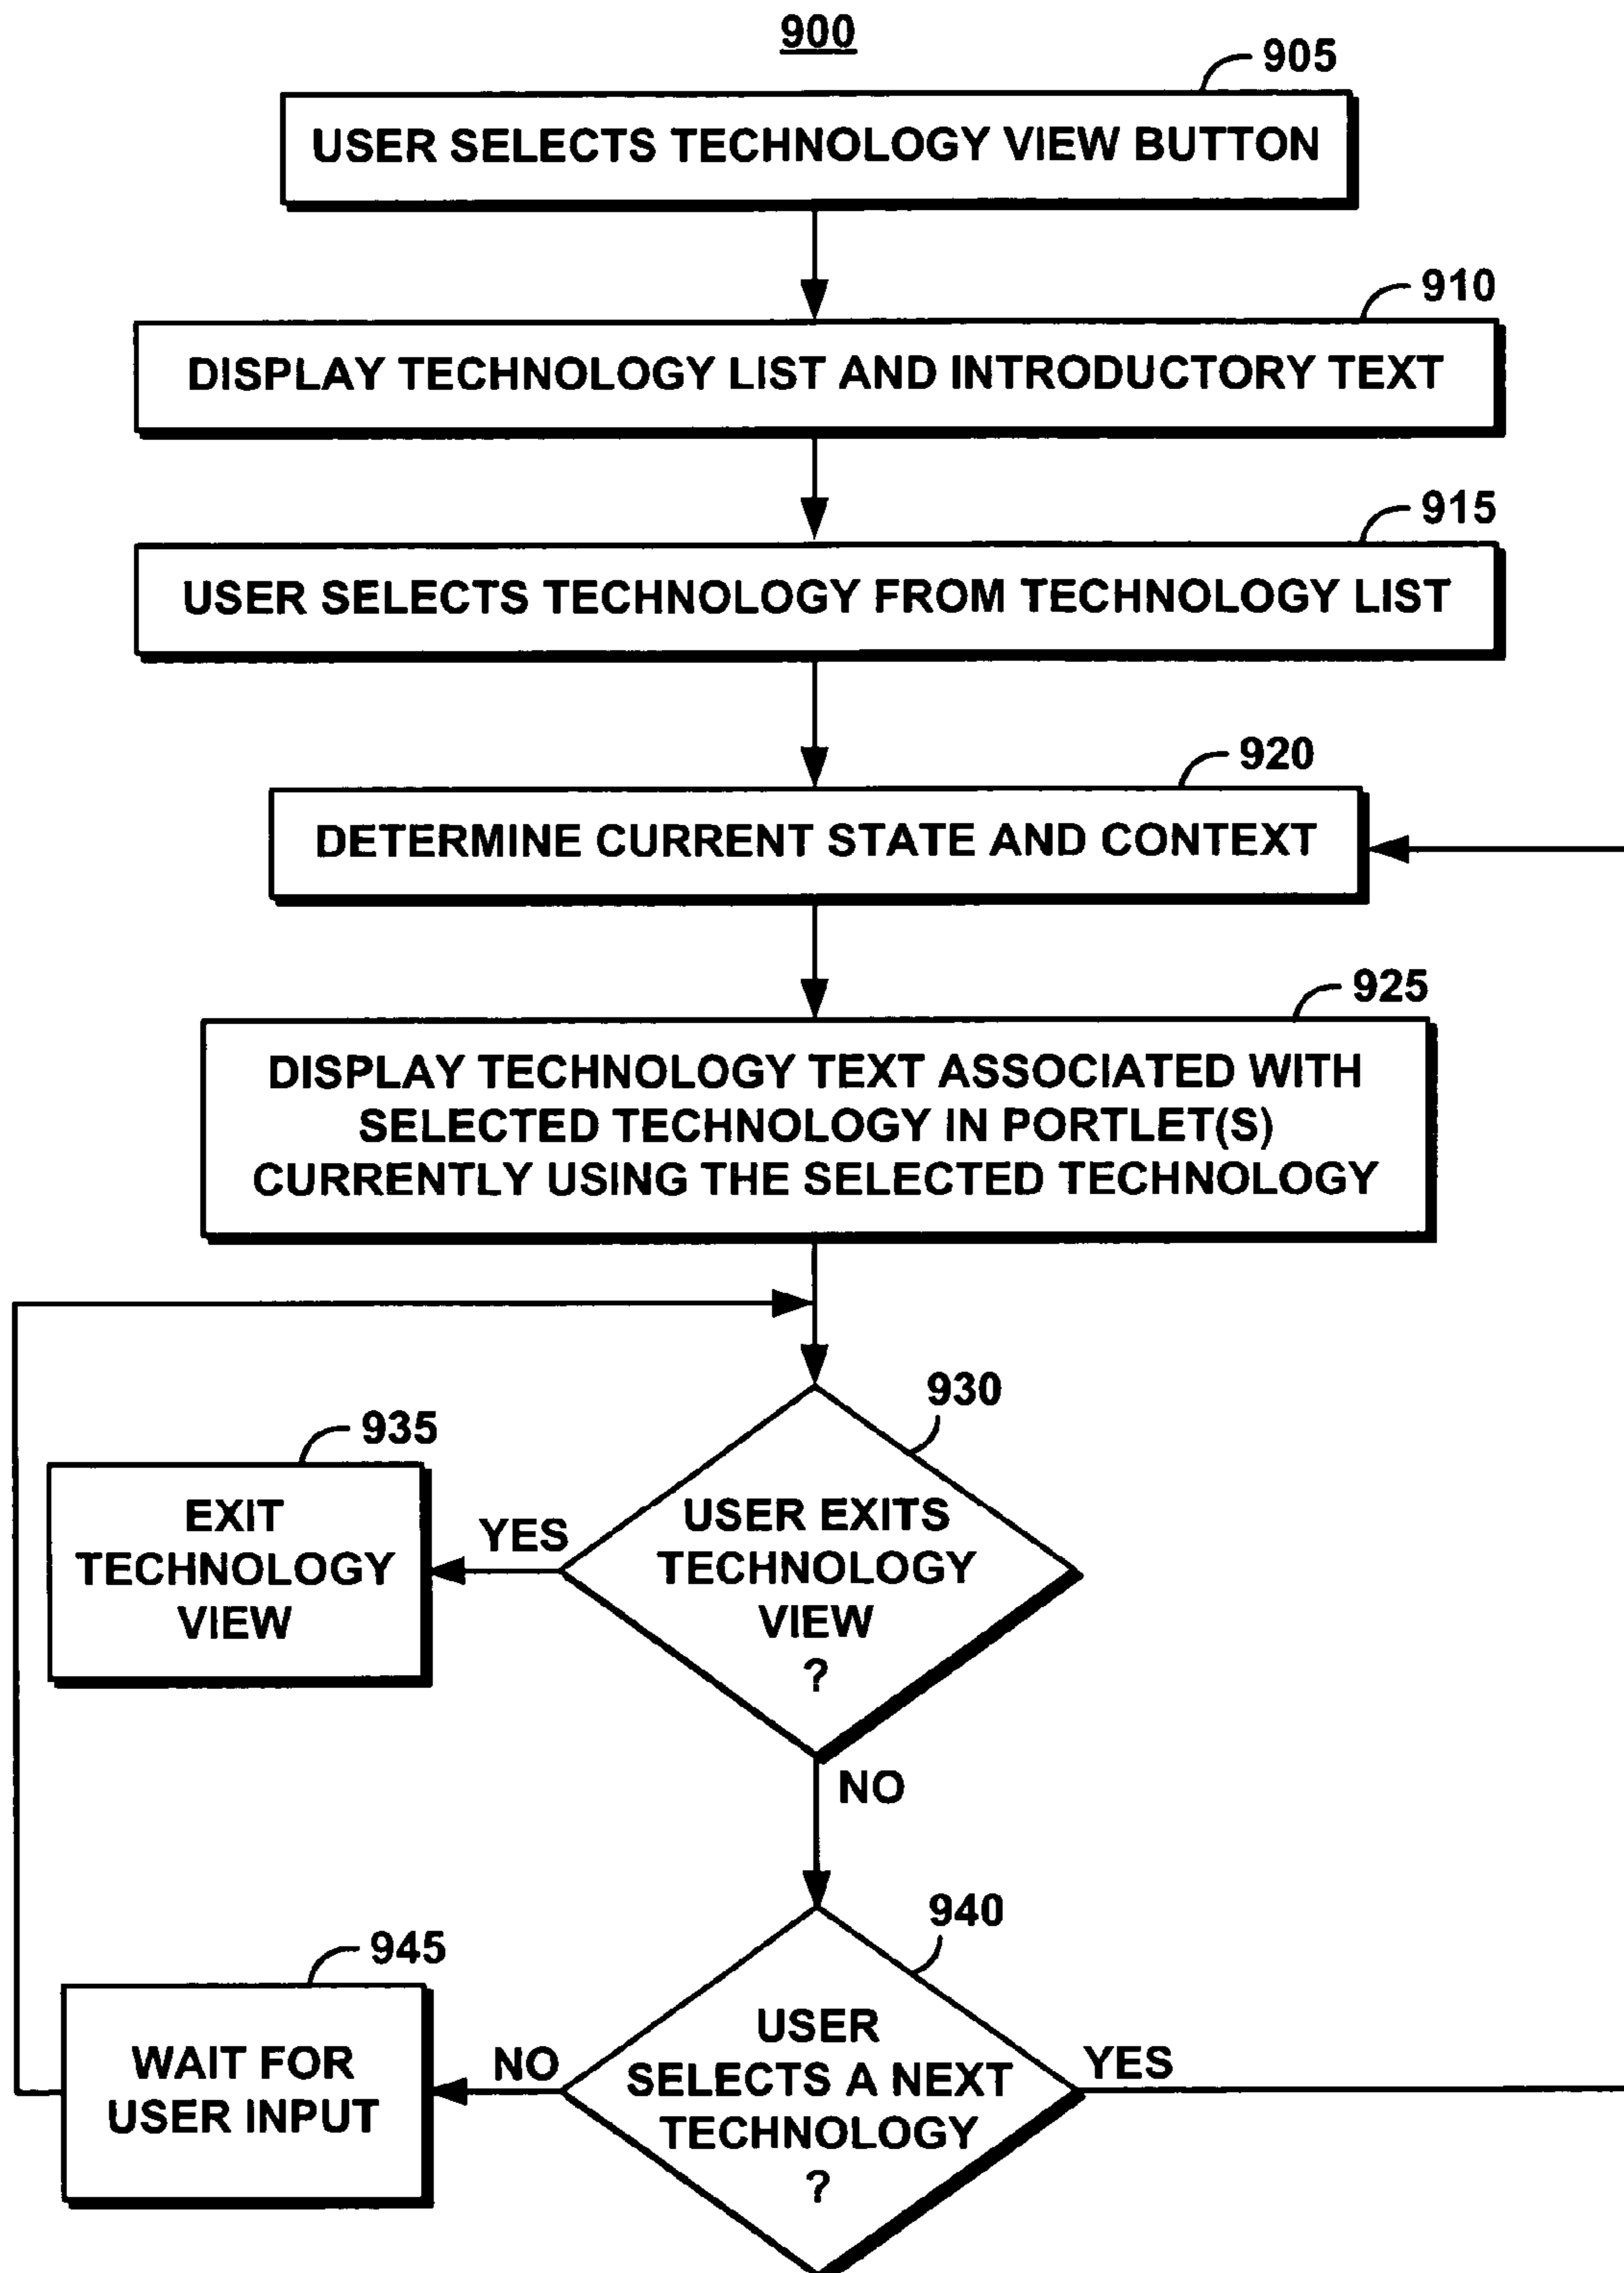 900
905
USER SELECTS TECHNOLOGY VIEW BUTTON
910
DISPLAY TECHNOLOGY LIST AND INTRODUCTORY TEXT
915
USER SELECTS TECHNOLOGY FROM TECHNOLOGY LIST
920
DETERMINE CURRENT STATE AND CONTEXT
925
DISPLAY TECHNOLOGY TEXT ASSOCIATED WITH
SELECTED TECHNOLOGY IN PORTLET(S)
CURRENTLY USING THE SELECTED TECHNOLOGY
930
USER EXITS
TECHNOLOGY
VIEW
?
YES
935
EXIT
TECHNOLOGY
VIEW
NO
940
USER
SELECTS A NEXT
TECHNOLOGY
?
YES
NO
945
WAIT FOR
USER INPUT